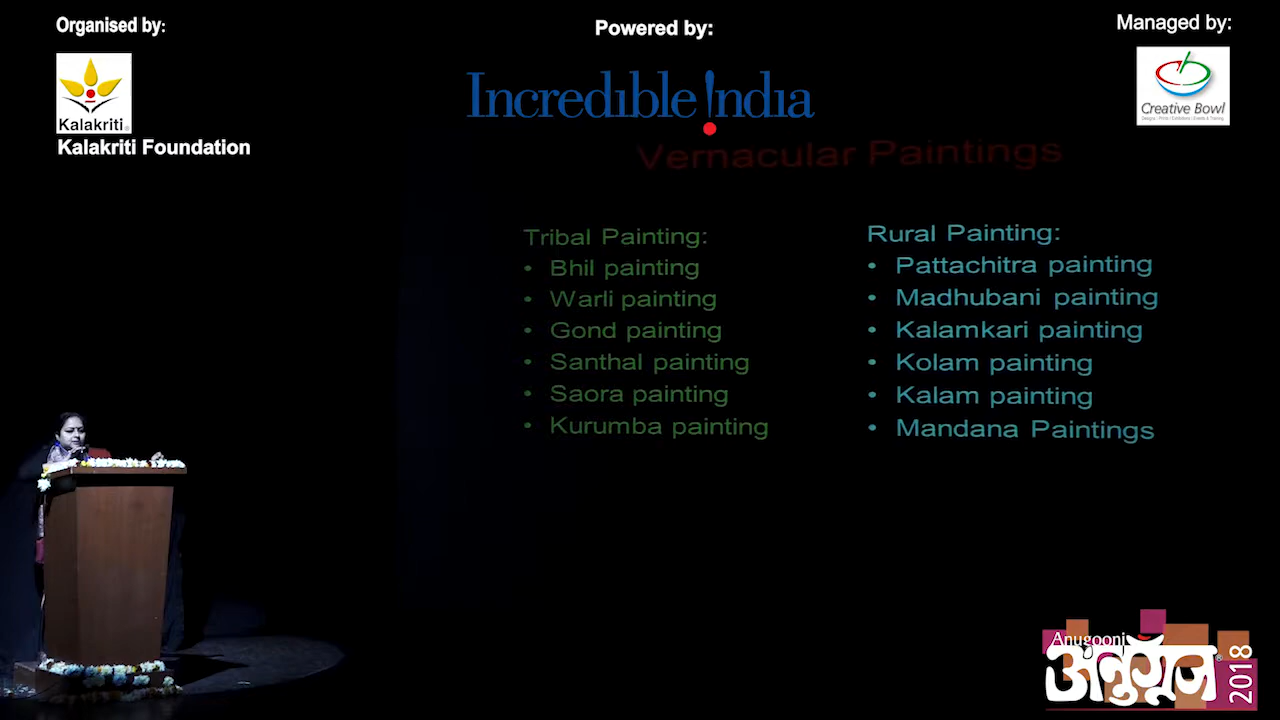 Organised by:
Kalakriti
Kalakriti Foundation
Powered by:
Incredible !ndia
Managed by:
Creative Bowl
Vernacular Paintings
Tribal Painting:
• Bhil painting
• Warli painting
• Gond painting
• Santhal painting
• Saora painting
• Kurumba painting
Rural Painting:
• Pattachitra painting
• Madhubani painting
• Kalamkari painting
• Kolam painting
• Kalam painting
• Mandana Paintings
Anugoonj
अनुगूँज
2018